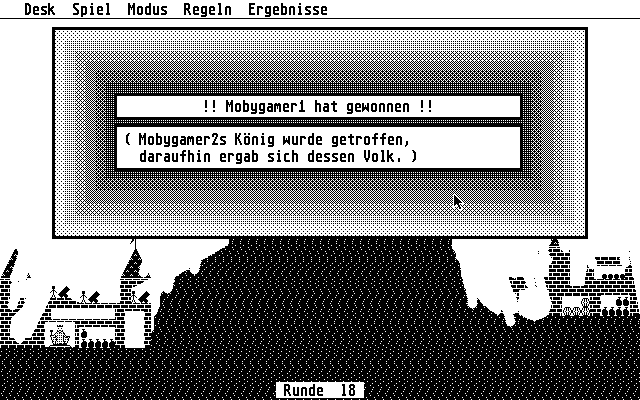 Desk Spiel Modus Regeln Ergebnisse
!! Mobygamer1 hat gewonnen !!
( Mobygamer2s König wurde getroffen,
daraufhin ergab sich dessen Volk. )
Runde 18